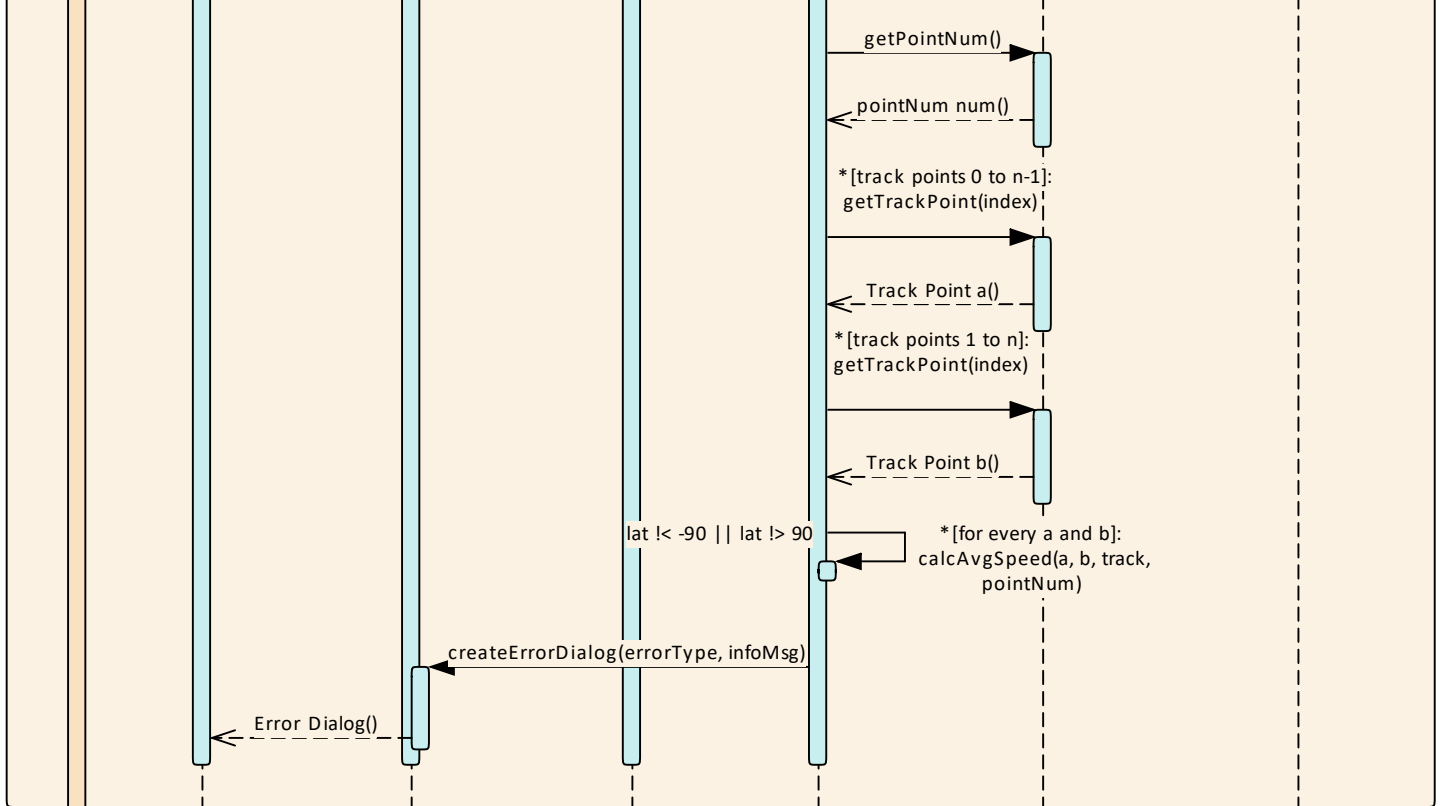 getPointNum()
pointNum num()
*[track points 0 to n-1]:
getTrackPoint(index)
Track Point a()
*[track points 1 to n]:
getTrackPoint(index)
Track Point b()
lat !< -90 || lat !> 90
*[for every a and b]:
calcAvgSpeed(a, b, track,
pointNum)
createErrorDialog(errorType, infoMsg)
Error Dialog()